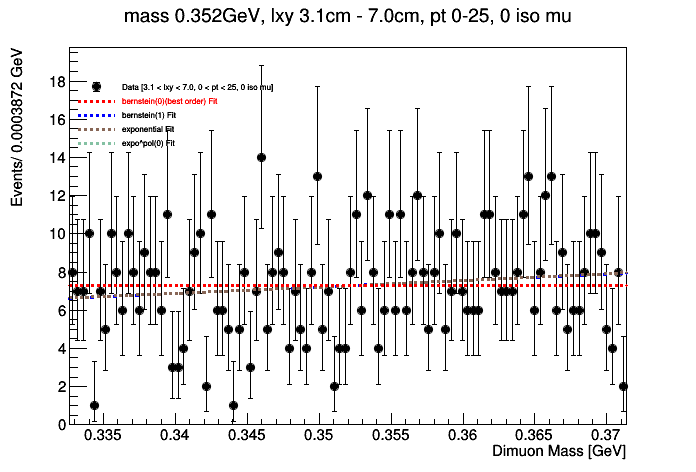 mass 0.352GeV, lxy 3.1cm - 7.0cm, pt 0-25, 0 iso mu
Events/ 0.0003872 GeV
18
16
14
12
10
8
6
4
2
0
Data [3.1 < lxy < 7.0, 0 < pt < 25, 0 iso mu]
bernstein(0)(best order) Fit
bernstein(1) Fit
exponential Fit
expo^pol(0) Fit
0.335 0.34 0.345 0.35 0.355 0.36 0.365 0.37
Dimuon Mass [GeV]